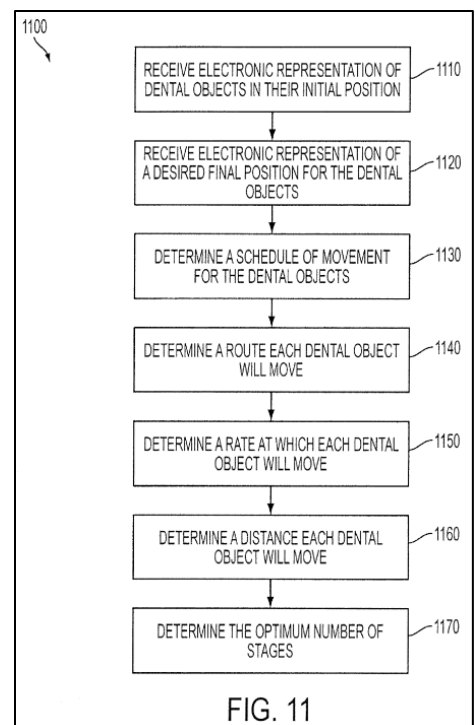 1100
RECEIVE ELECTRONIC REPRESENTATION OF
DENTAL OBJECTS IN THEIR INITIAL POSITION
1110
RECEIVE ELECTRONIC REPRESENTATION OF
A DESIRED FINAL POSITION FOR THE DENTAL
OBJECTS
1120
DETERMINE A SCHEDULE OF MOVEMENT
FOR THE DENTAL OBJECTS
1130
DETERMINE A ROUTE EACH DENTAL OBJECT
WILL MOVE
1140
DETERMINE A RATE AT WHICH EACH DENTAL
OBJECT WILL MOVE
1150
DETERMINE A DISTANCE EACH DENTAL
OBJECT WILL MOVE
1160
DETERMINE THE OPTIMUM NUMBER OF
STAGES
1170
FIG. 11